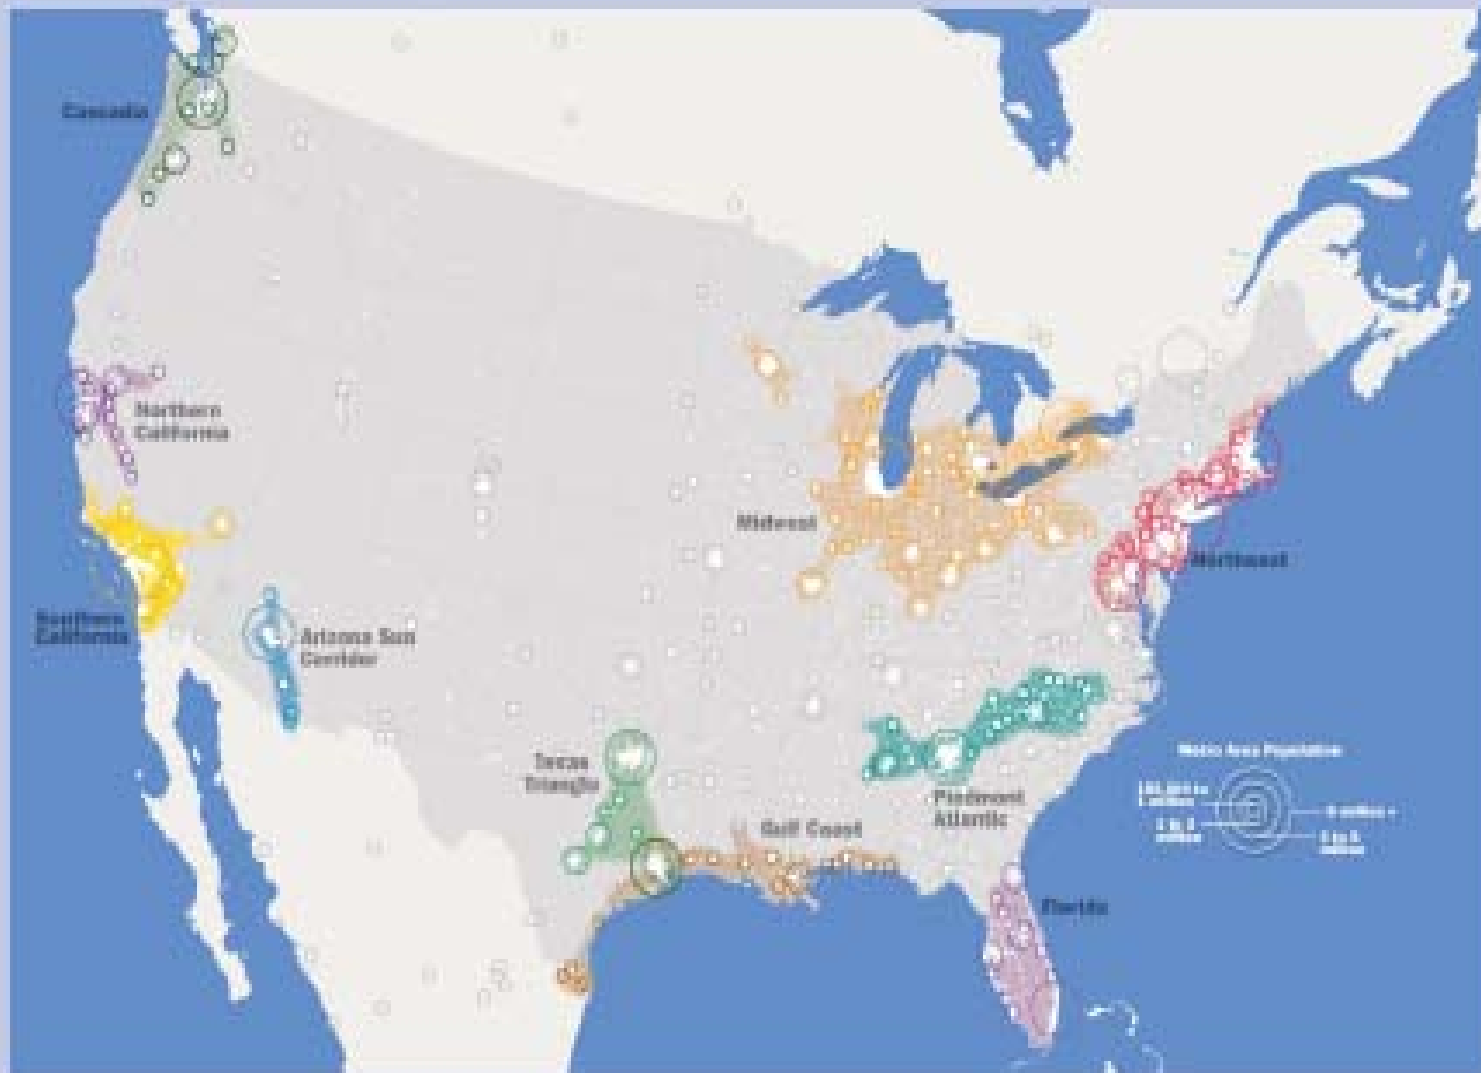 Cascadia
Northern
California
Midwest
Northeast
Southern
California
Arizona Sun
Corridor
Texas
Triangle
Piedmont
Atlantic
Gulf Coast
Florida
Metro Area Population